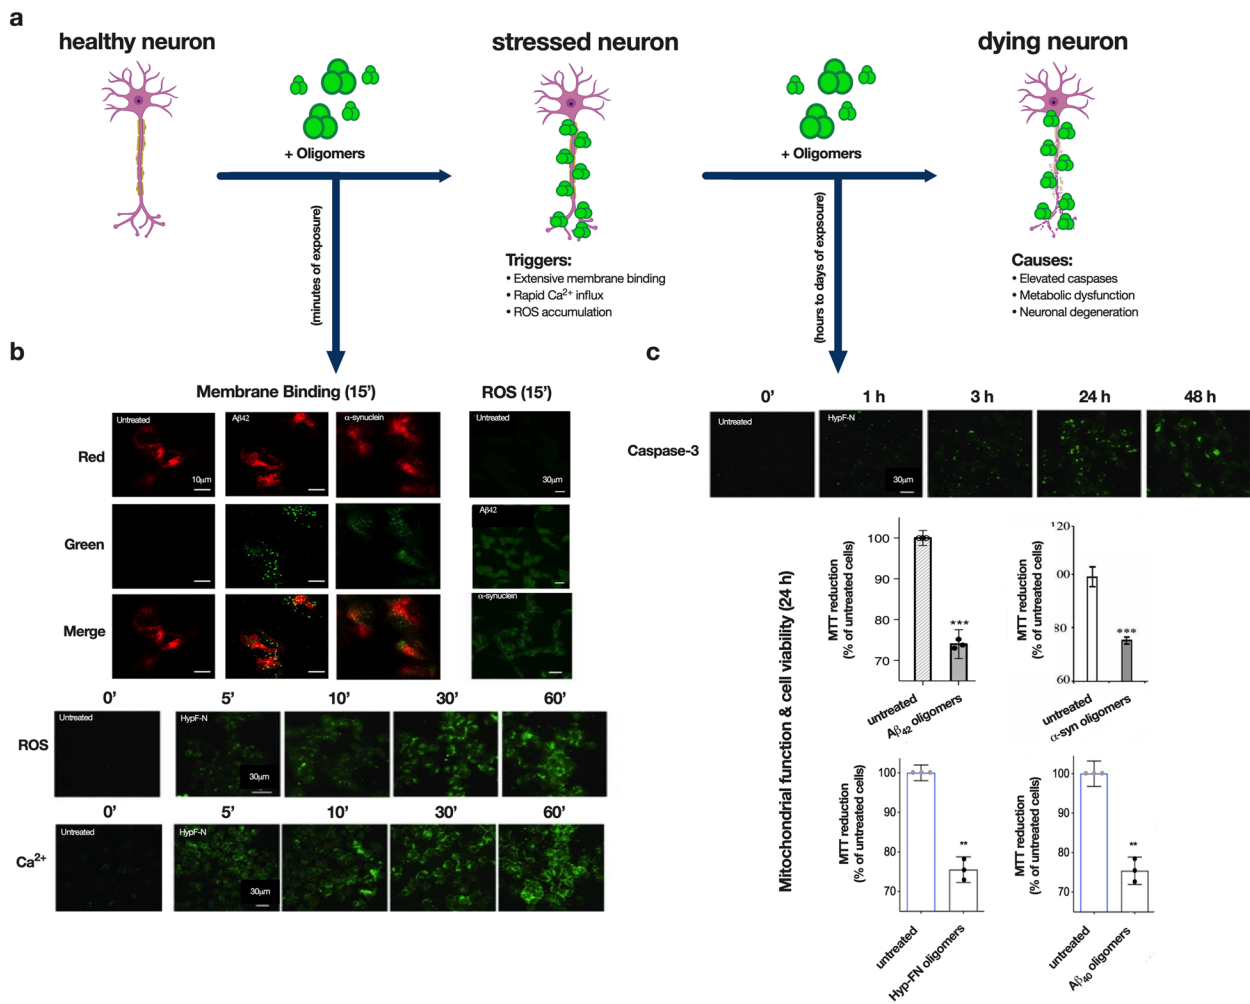 a
healthy neuron
stressed neuron
dying neuron
+ Oligomers
+ Oligomers
(minutes of exposure)
(hours to days of expsoure)
Triggers:
• Extensive membrane binding
• Rapid Ca²⁺ influx
• ROS accumulation
Causes:
• Elevated caspases
• Metabolic dysfunction
• Neuronal degeneration
b
Membrane Binding (15’)
ROS (15’)
Untreated
Aβ42
α-synuclein
Untreated
Red
10μm
30μm
Green
Aβ42
Merge
α-synuclein
0’
5’
10’
30’
60’
ROS
Untreated
HypF-N
30μm
0’
5’
10’
30’
60’
Ca²⁺
Untreated
HypF-N
30μm
c
0’
1 h
3 h
24 h
48 h
Caspase-3
Untreated
HypF-N
30μm
Mitochondrial function & cell viability (24 h)
MTT reduction
(% of untreated cells)
100
90
80
70
***
untreated
Aβ₄₂ oligomers
MTT reduction
(% of untreated cells)
120
00
80
60
***
untreated
α-syn oligomers
MTT reduction
(% of untreated cells)
100
90
80
70
**
untreated
Hyp-FN oligomers
MTT reduction
(% of untreated cells)
100
90
80
70
**
untreated
Aβ₄₀ oligomers